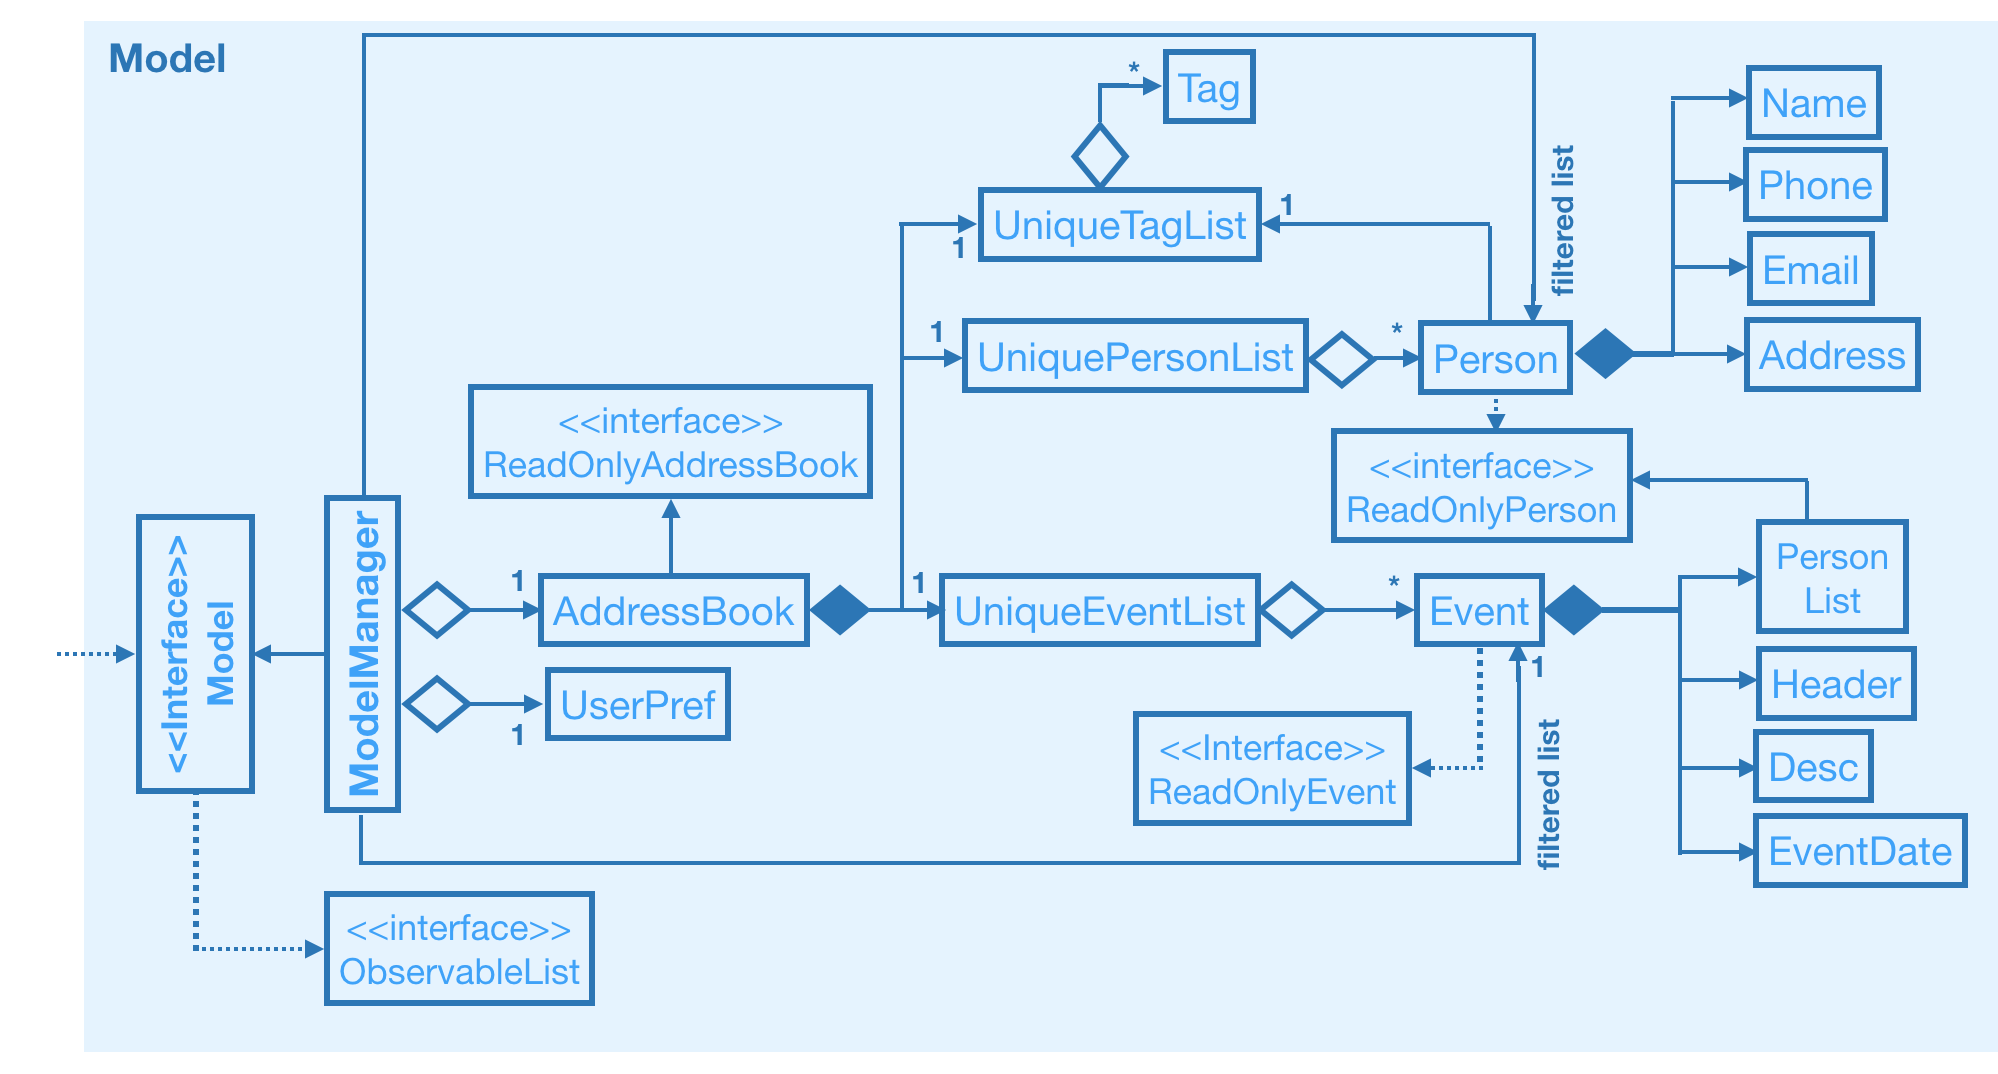 Model
*
Tag
Name
Phone
filtered list
1
UniqueTagList
1
Email
1
UniquePersonList
*
Person
Address
<<interface>>
ReadOnlyAddressBook
<<interface>>
ReadOnlyPerson
<<Interface>>
Model
ModelManager
1
AddressBook
1
UniqueEventList
*
Event
Person
List
1
UserPref
1
Header
<<Interface>>
ReadOnlyEvent
filtered list
Desc
EventDate
<<interface>>
ObservableList